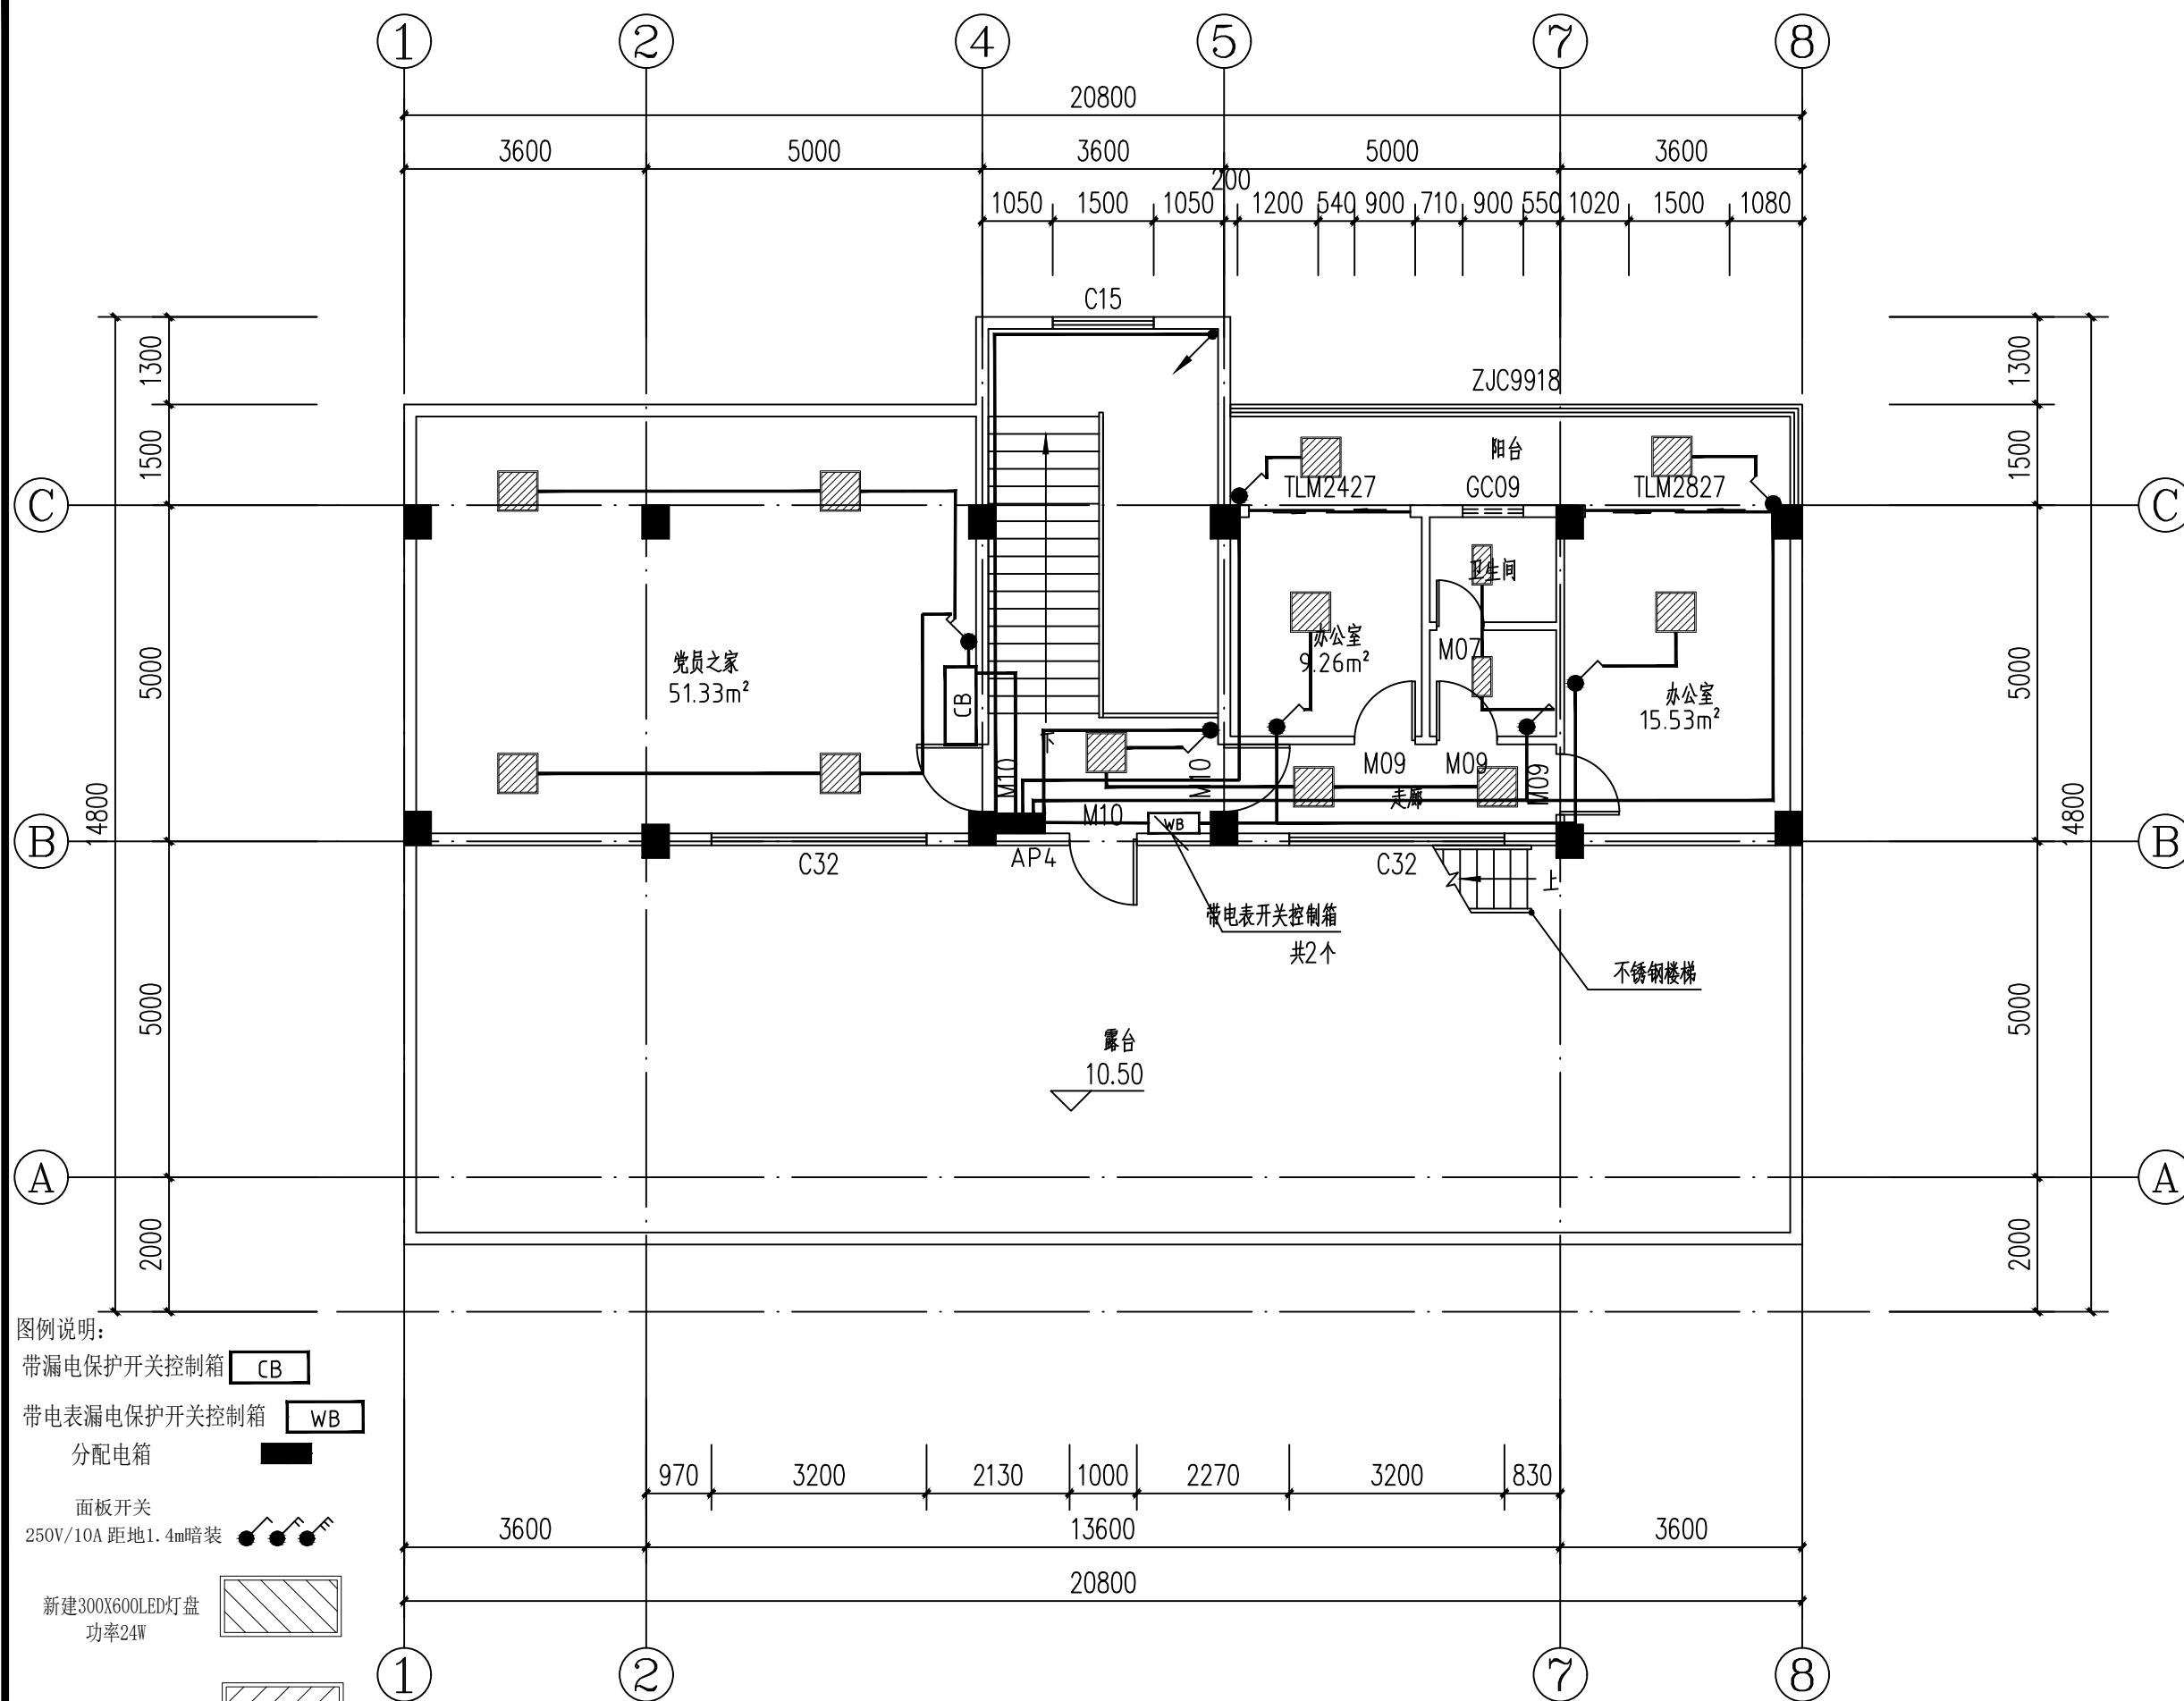 1 2 4 5 7 8
20800
3600 5000 3600 5000 3600
200
1050 1500 1050 1200 540 900 710 900 550 1020 1500 1080
C15
1300 1300
ZJC9918
1500 阳台 1500
TLM2427 GC09 TLM2827
C C
卫生间
办公室
9.26m²
M07
党员之家
51.33m²
5000 5000
CB
办公室
15.53m²
M10 M10 M09 M09 M09
走廊
M10 WB
14800 14800
B B
C32 AP4 C32
上
带电表开关控制箱
共2个
不锈钢楼梯
5000 5000
露台
10.50
A A
2000 2000
图例说明:
带漏电保护开关控制箱 CB
带电表漏电保护开关控制箱 WB
分配电箱
970 3200 2130 1000 2270 3200 830
面板开关
250V/10A 距地1.4m暗装
3600 13600 3600
20800
新建300X600LED灯盘
功率24W
1 2 7 8